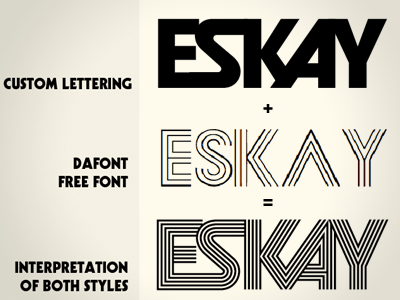 ESKAY
CUSTOM LETTERING
+
DAFONT
FREE FONT
ESKAY
=
INTERPRETATION
OF BOTH STYLES
ESKAY